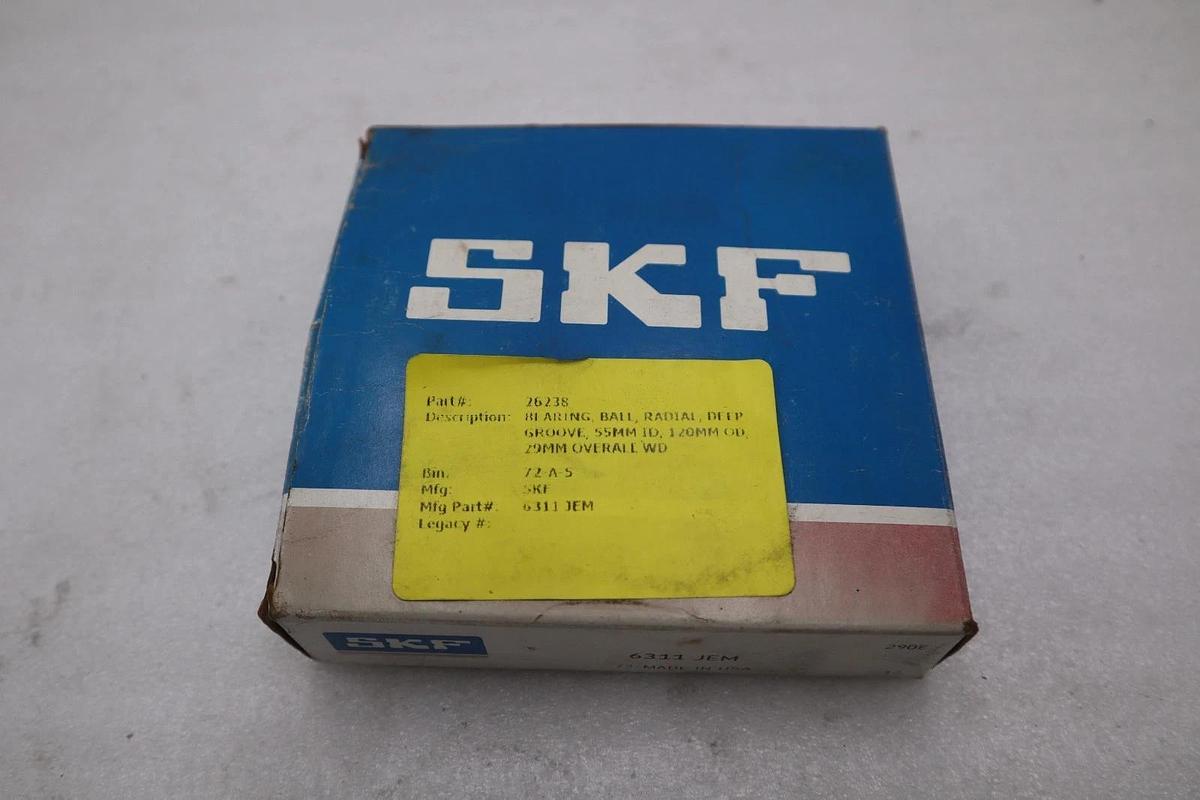 SKF
Part#: 26238
Description: BEARING, BALL, RADIAL, DEEP
GROOVE, 55MM ID, 120MM OD,
29MM OVERALL WD
Bin: 72-A-5
Mfg: SKF
Mfg Part#: 6311 JEM
Legacy #:
SKF
6311 JEM
MADE IN USA
290E